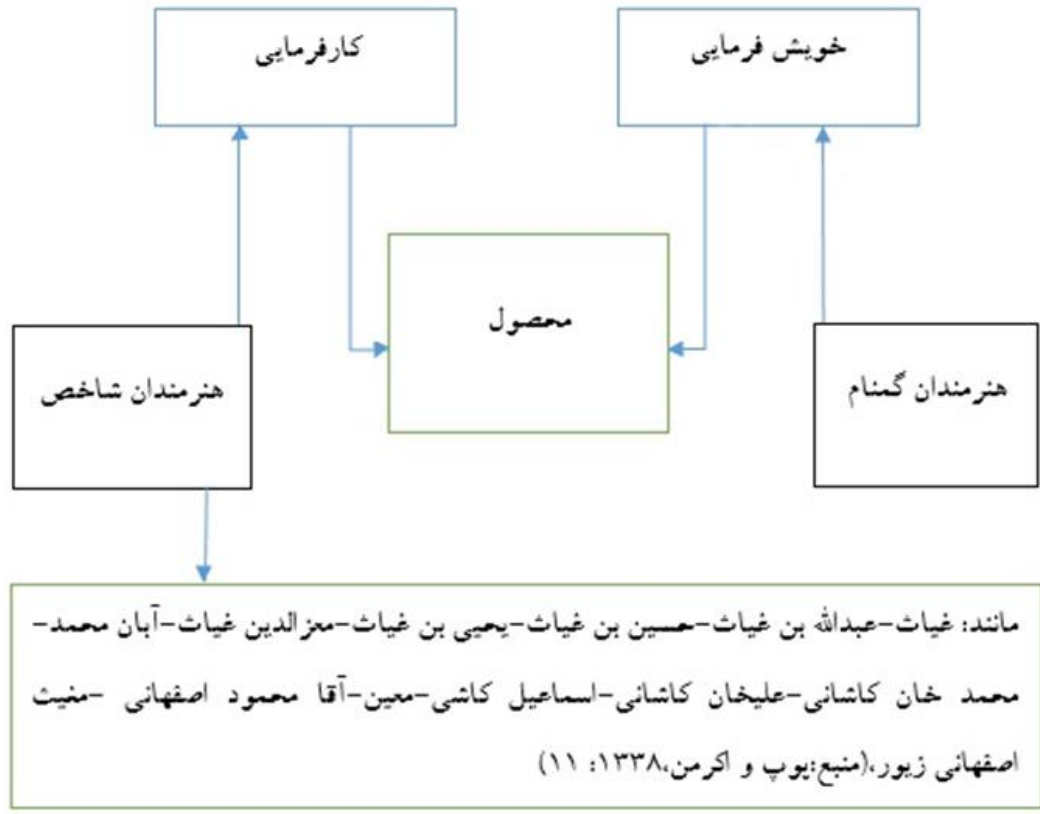 خویش فرمایی
کارفرمایی
محصول
هنرمندان گمنام
هنرمندان شاخص
مانند: غیاث-عبدالله بن غیاث-حسین بن غیاث-یحیی بن غیاث-معزالدین غیاث-آبان محمد-
محمد خان کاشانی-علیخان کاشانی-اسماعیل کاشی-معین-آقا محمود اصفهانی -مغیث
اصفهانی زیور،(منبع:پوپ و اکرمن،۱۳۳۸: ۱۱)